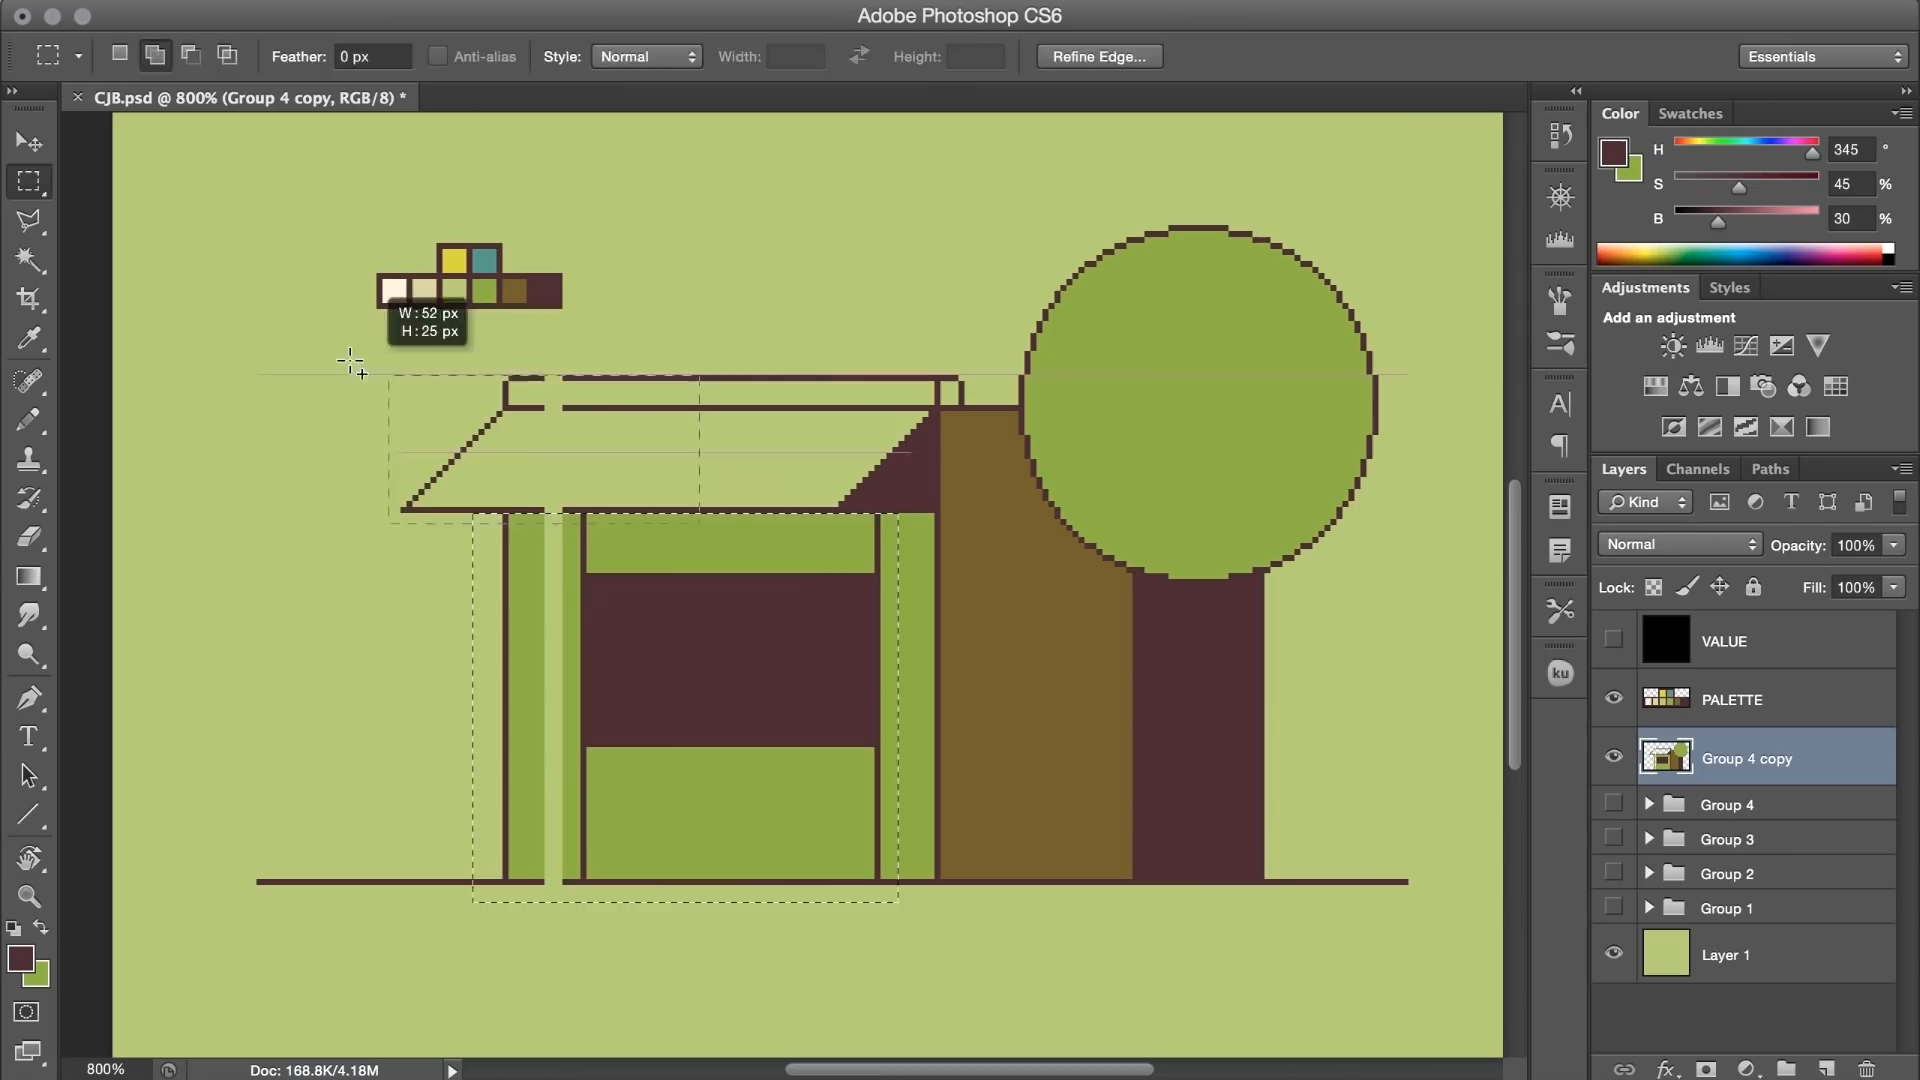 Adobe Photoshop CS6
Feather: 0 px Anti-alias Style: Normal Width: Height: Refine Edge... Essentials
CJB.psd @ 800% (Group 4 copy, RGB/8) *
Color Swatches
H 345 °
S 45 %
B 30 %
Adjustments Styles
Add an adjustment
W: 52 px
H: 25 px
A
Layers Channels Paths
Kind T
Normal Opacity: 100%
Lock: Fill: 100%
VALUE
ku
PALETTE
Group 4 copy
Group 4
Group 3
Group 2
Group 1
Layer 1
T
800% Doc: 168.8K/4.18M
fx